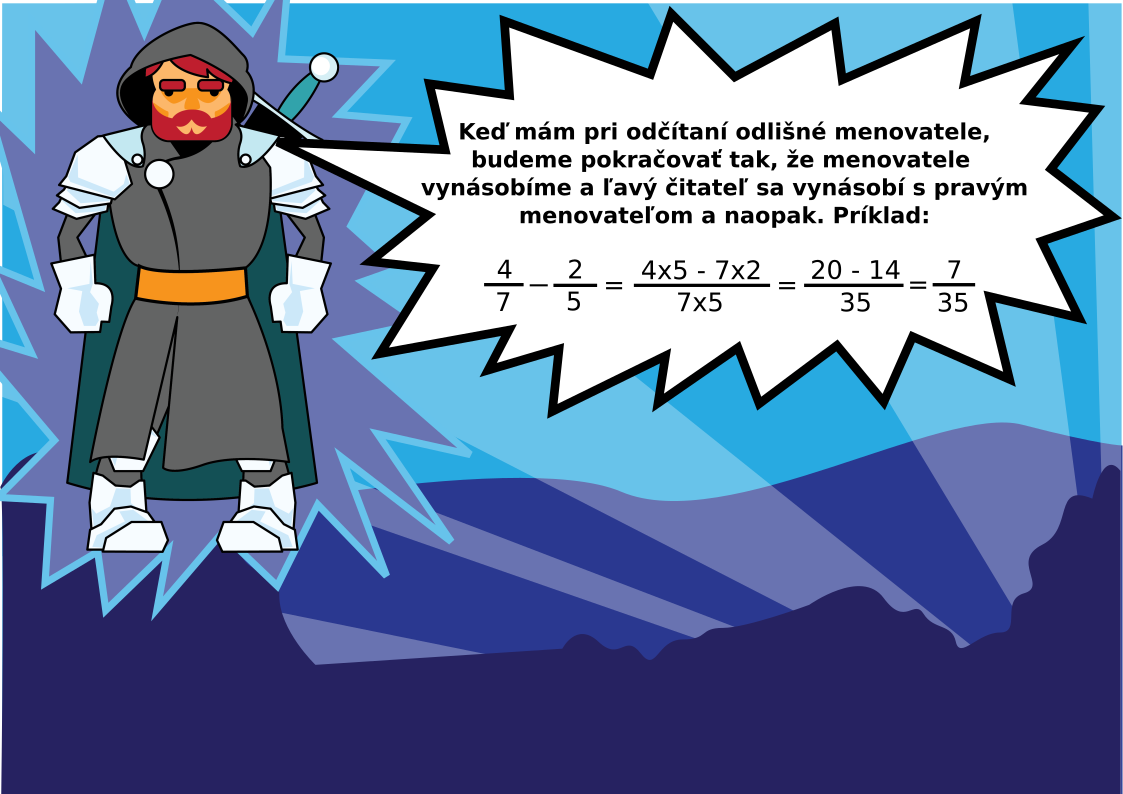 Keď mám pri odčítaní odlišné menovatele,
budeme pokračovať tak, že menovatele
vynásobíme a ľavý čitateľ sa vynásobí s pravým
menovateľom a naopak. Príklad:
4/7 − 2/5 = (4x5 - 7x2)/(7x5) = (20 - 14)/35 = 7/35